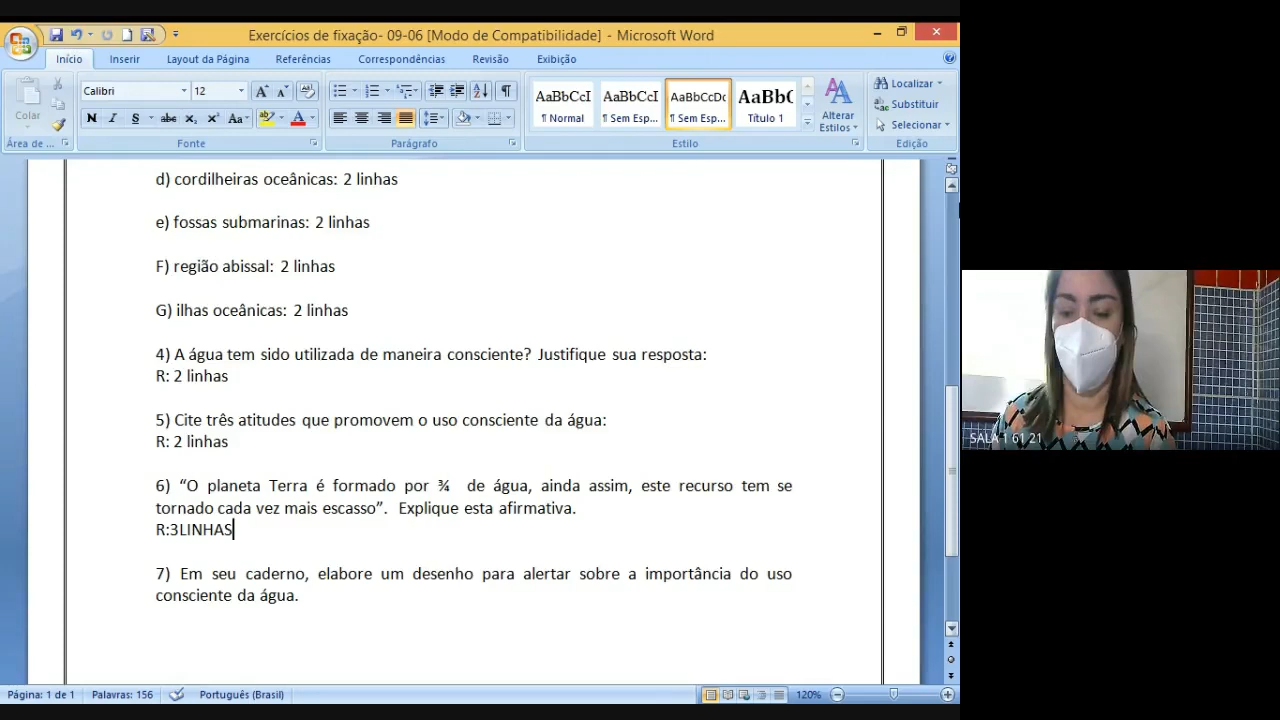 Exercícios de fixação- 09-06 [Modo de Compatibilidade] - Microsoft Word
Início Inserir Layout da Página Referências Correspondências Revisão Exibição
Calibri 12 AaBbCcI AaBbCcI AaBbCcDc AaBbC Localizar
Substituir
Colar N I S abc x₂ x² Aa ¶ Normal ¶ Sem Esp... ¶ Sem Esp... Título 1 Alterar Estilos Selecionar
Área de ... Fonte Parágrafo Estilo Edição
d) cordilheiras oceânicas: 2 linhas
e) fossas submarinas: 2 linhas
F) região abissal: 2 linhas
G) ilhas oceânicas: 2 linhas
4) A água tem sido utilizada de maneira consciente? Justifique sua resposta:
R: 2 linhas
5) Cite três atitudes que promovem o uso consciente da água:
R: 2 linhas
6) “O planeta Terra é formado por ¾ de água, ainda assim, este recurso tem se
tornado cada vez mais escasso”. Explique esta afirmativa.
R:3LINHAS
7) Em seu caderno, elabore um desenho para alertar sobre a importância do uso
consciente da água.
SALA 1 61 21
Página: 1 de 1 Palavras: 156 Português (Brasil) 120%